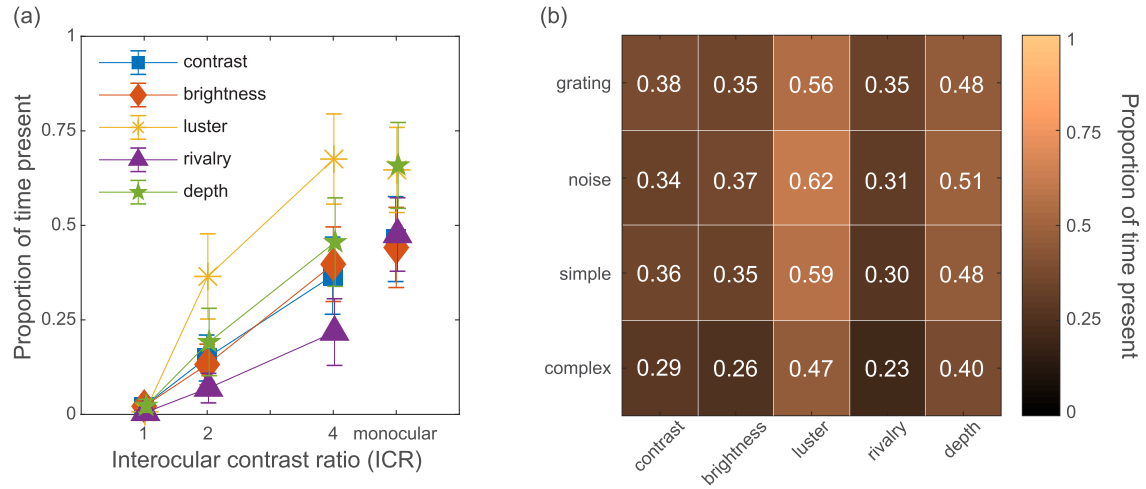 (a)
1
0.75
0.5
0.25
0
Proportion of time present
contrast
brightness
luster
rivalry
depth
1 2 4 monocular
Interocular contrast ratio (ICR)
(b)
grating 0.38 0.35 0.56 0.35 0.48
noise 0.34 0.37 0.62 0.31 0.51
simple 0.36 0.35 0.59 0.30 0.48
complex 0.29 0.26 0.47 0.23 0.40
contrast brightness luster rivalry depth
1
0.75
0.5
0.25
0
Proportion of time present